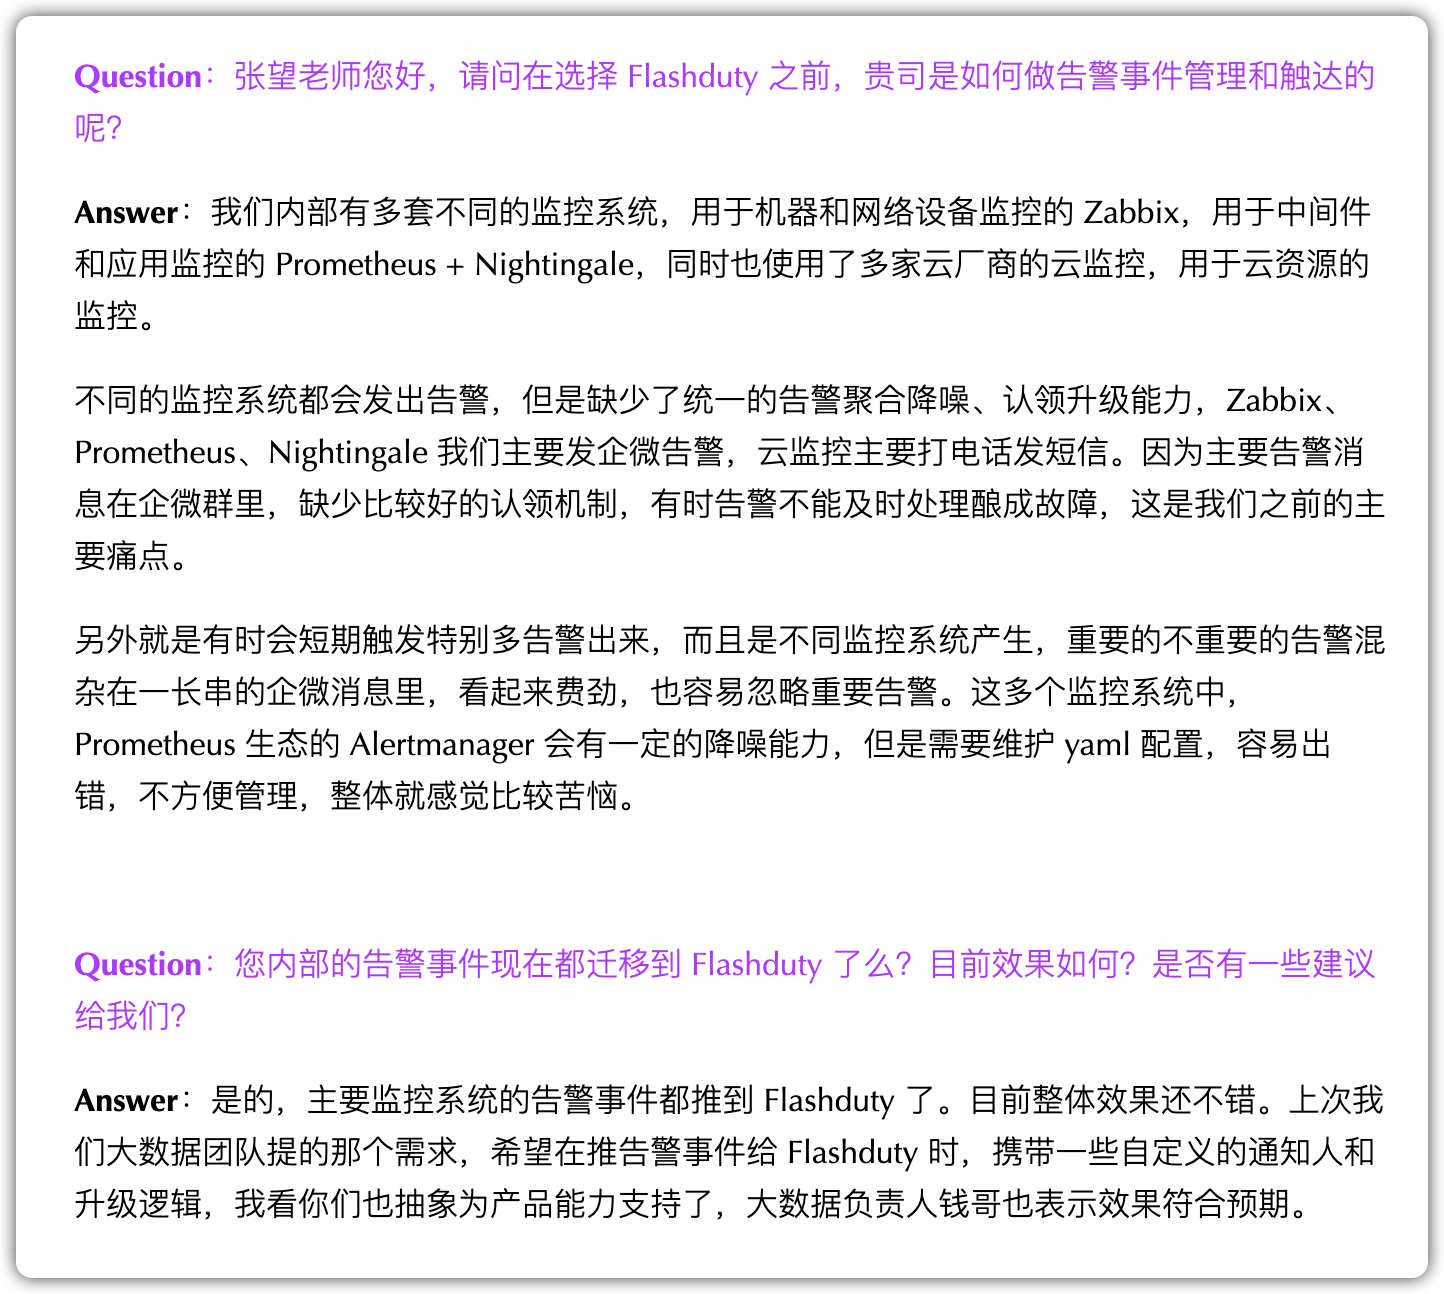 Question：张望老师您好，请问在选择 Flashduty 之前，贵司是如何做告警事件管理和触达的
呢？
Answer：我们内部有多套不同的监控系统，用于机器和网络设备监控的 Zabbix，用于中间件
和应用监控的 Prometheus + Nightingale，同时也使用了多家云厂商的云监控，用于云资源的
监控。
不同的监控系统都会发出告警，但是缺少了统一的告警聚合降噪、认领升级能力，Zabbix、
Prometheus、Nightingale 我们主要发企微告警，云监控主要打电话发短信。因为主要告警消
息在企微群里，缺少比较好的认领机制，有时告警不能及时处理酿成故障，这是我们之前的主
要痛点。
另外就是有时会短期触发特别多告警出来，而且是不同监控系统产生，重要的不重要的告警混
杂在一长串的企微消息里，看起来费劲，也容易忽略重要告警。这多个监控系统中，
Prometheus 生态的 Alertmanager 会有一定的降噪能力，但是需要维护 yaml 配置，容易出
错，不方便管理，整体就感觉比较苦恼。
Question：您内部的告警事件现在都迁移到 Flashduty 了么？目前效果如何？是否有一些建议
给我们？
Answer：是的，主要监控系统的告警事件都推到 Flashduty 了。目前整体效果还不错。上次我
们大数据团队提的那个需求，希望在推告警事件给 Flashduty 时，携带一些自定义的通知人和
升级逻辑，我看你们也抽象为产品能力支持了，大数据负责人钱哥也表示效果符合预期。